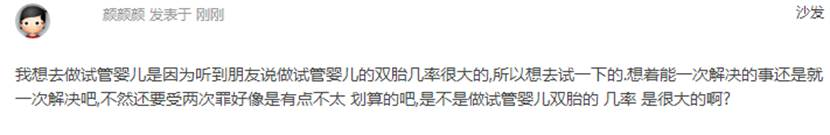 颜颜颜 发表于 刚刚
沙发
我想去做试管婴儿是因为听到朋友说做试管婴儿的双胎几率很大的,所以想去试一下的.想着能一次解决的事还是就
一次解决吧,不然还要受两次罪好像是有点不太 划算的吧,是不是做试管婴儿双胎的 几率 是很大的啊?